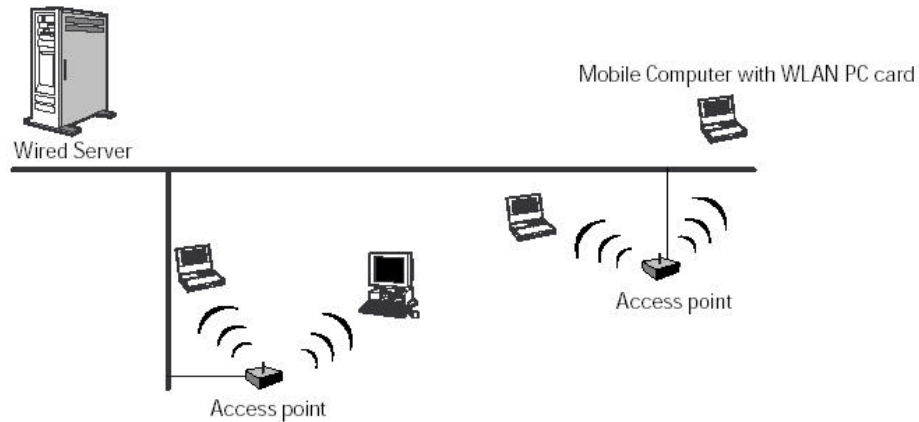 Mobile Computer with WLAN PC card
Wired Server
Access point
Access point